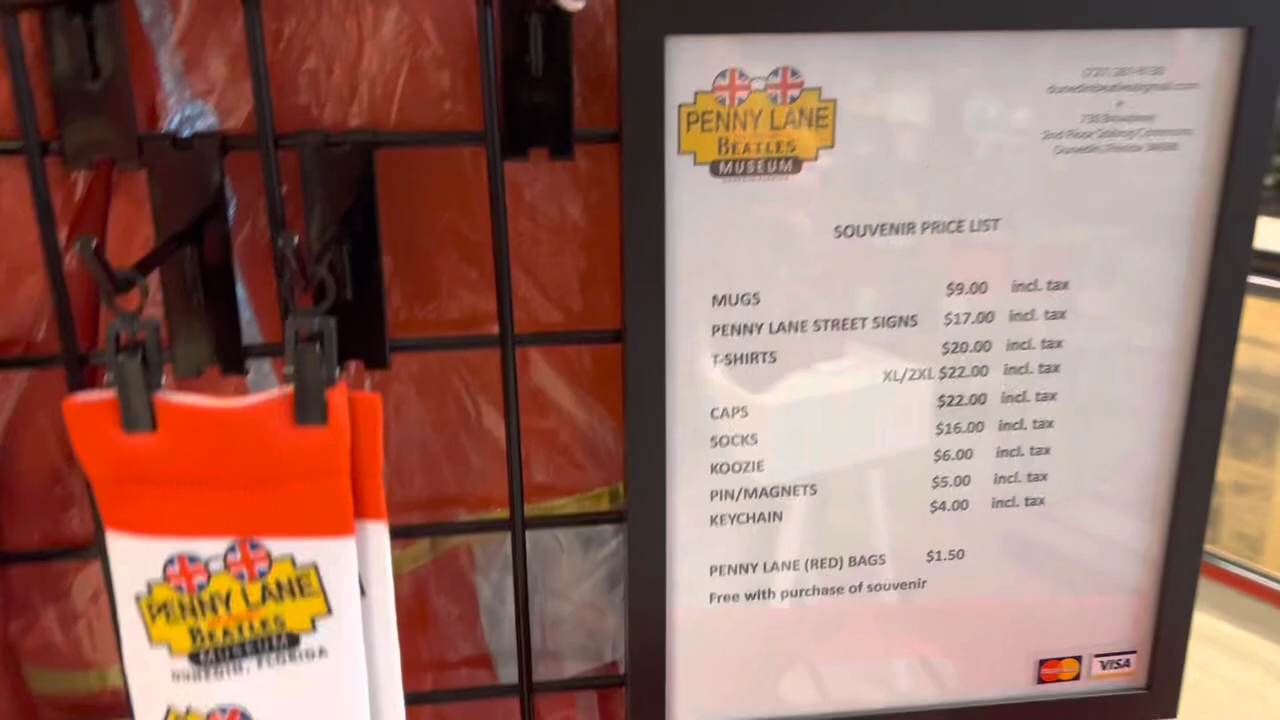 PENNY LANE
BEATLES
MUSEUM
SOUVENIR PRICE LIST
MUGS $9.00 incl. tax
PENNY LANE STREET SIGNS $17.00 incl. tax
T-SHIRTS $20.00 incl. tax
XL/2XL $22.00 incl. tax
CAPS $22.00 incl. tax
SOCKS $16.00 incl. tax
KOOZIE $6.00 incl. tax
PIN/MAGNETS $5.00 incl. tax
KEYCHAIN $4.00 incl. tax
PENNY LANE (RED) BAGS $1.50
Free with purchase of souvenir
VISA
PENNY LANE
BEATLES
MUSEUM
DUNEDIN, FLORIDA